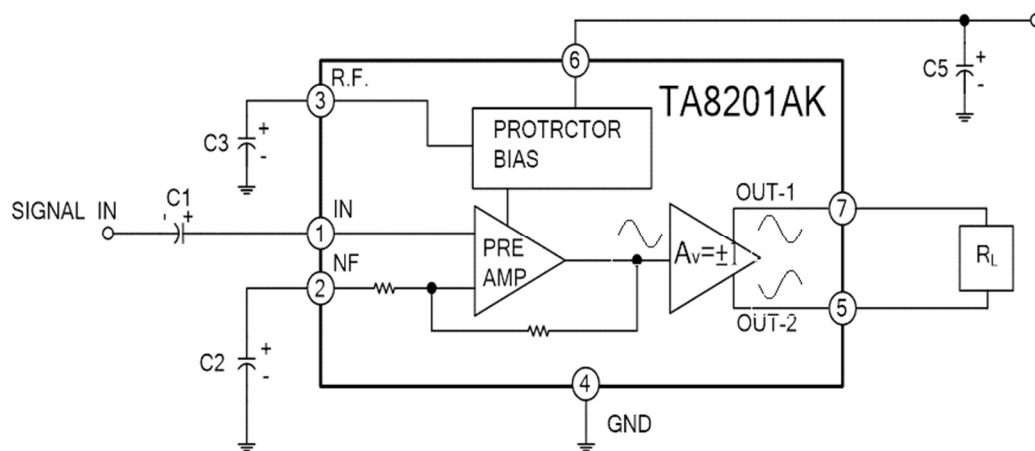 6
C5
+
-
R.F.
3
TA8201AK
C3
+
-
PROTRCTOR
BIAS
SIGNAL IN
C1
+
IN
1
OUT-1
7
NF
PRE
AMP
Av=±1
RL
2
OUT-2
5
C2
+
-
4
GND